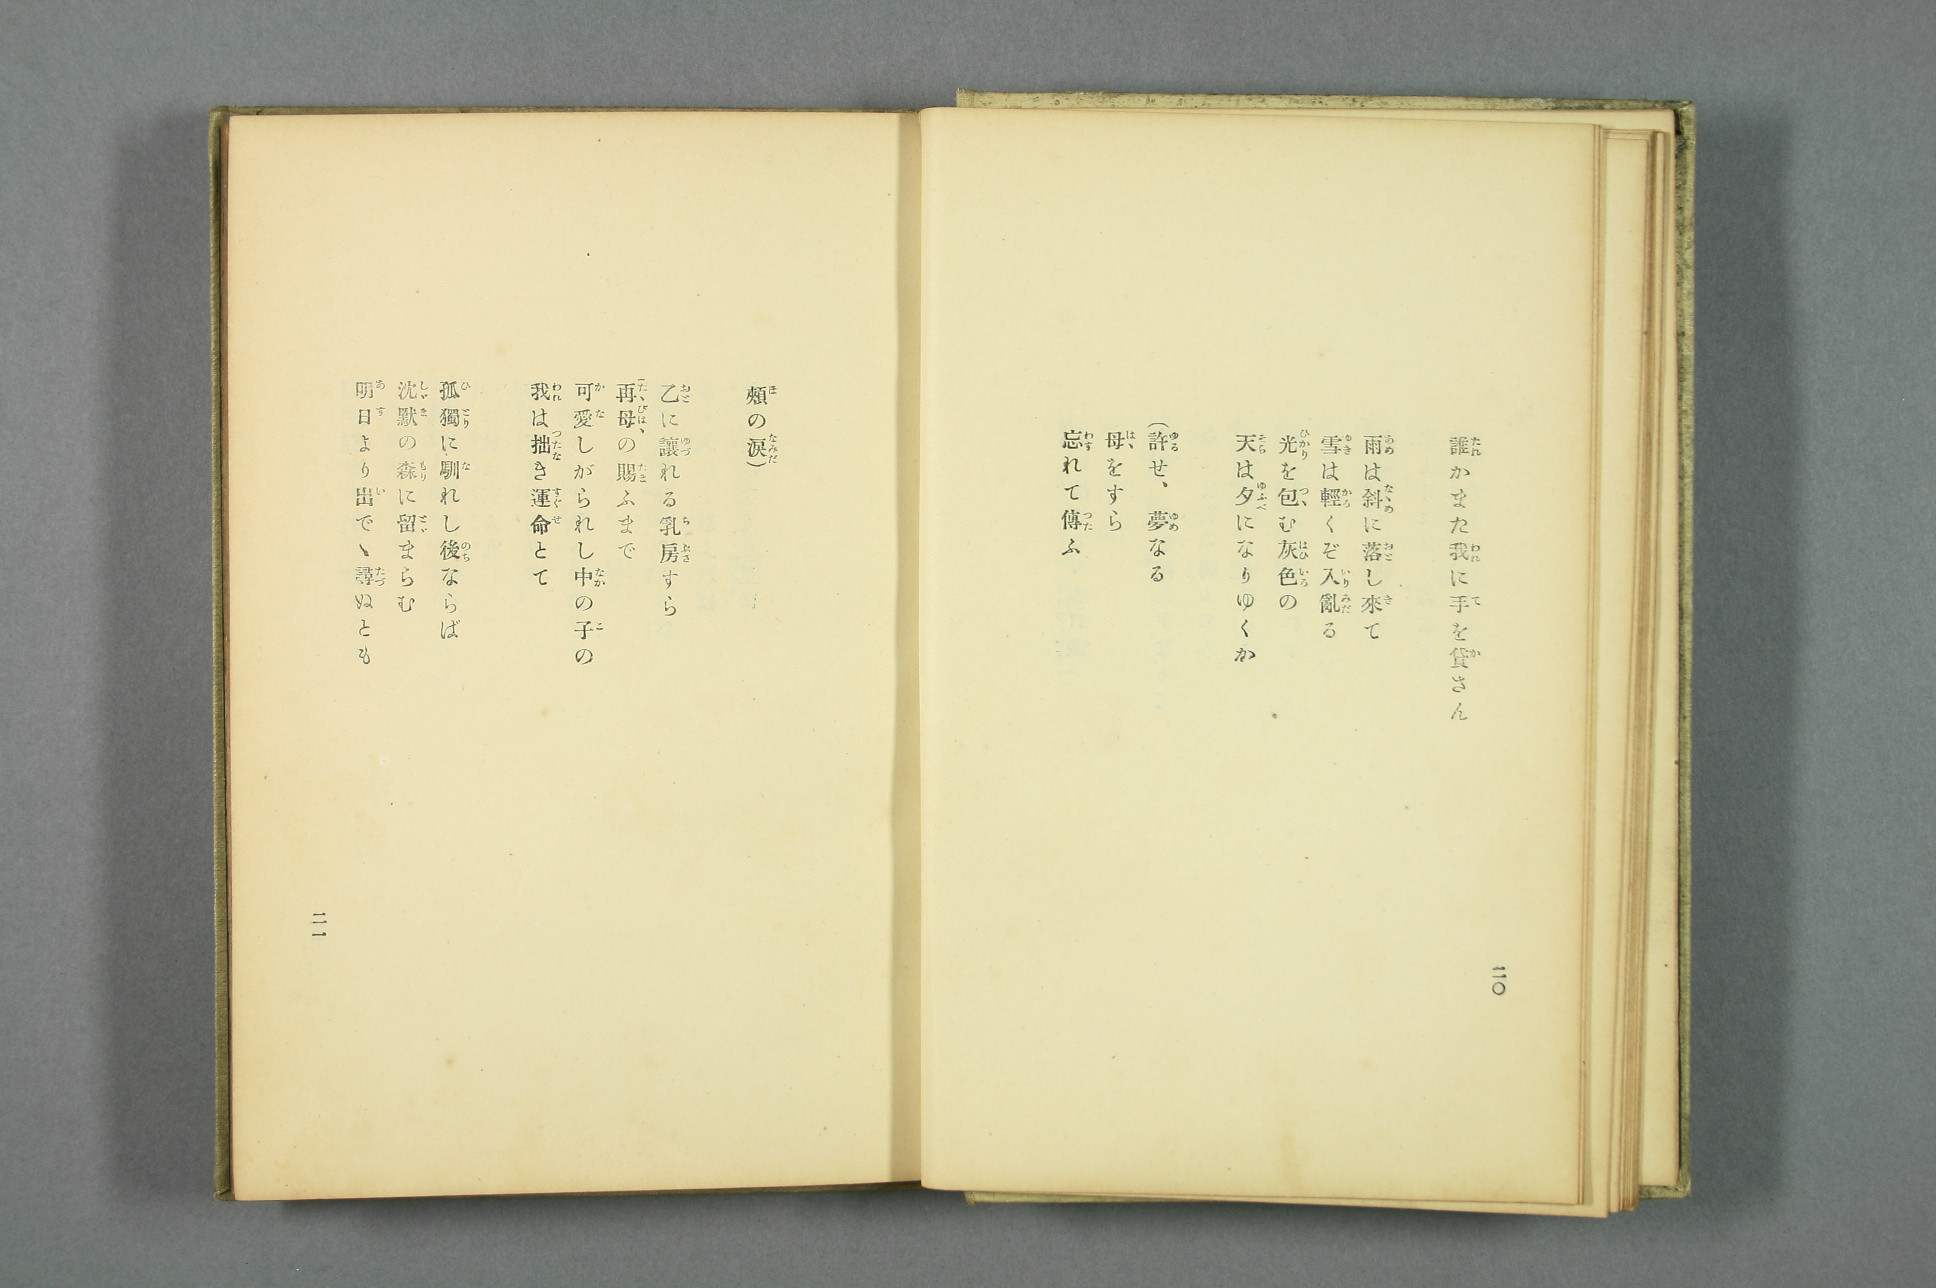 誰かまた我に手を貸さん
雨は斜に落し來て
雪は輕くぞ入亂る
光を包む灰色の
天は夕になりゆくか
(許せ、夢なる
母をすら
忘れて傳ふ
二〇
頰の淚)
乙に讓れる乳房すら
再母の賜ふまで
可愛しがられし中の子の
我は拙き運命とて
孤獨に馴れし後ならば
沈默の森に留まらむ
明日より出でゝ尋ぬとも
二一